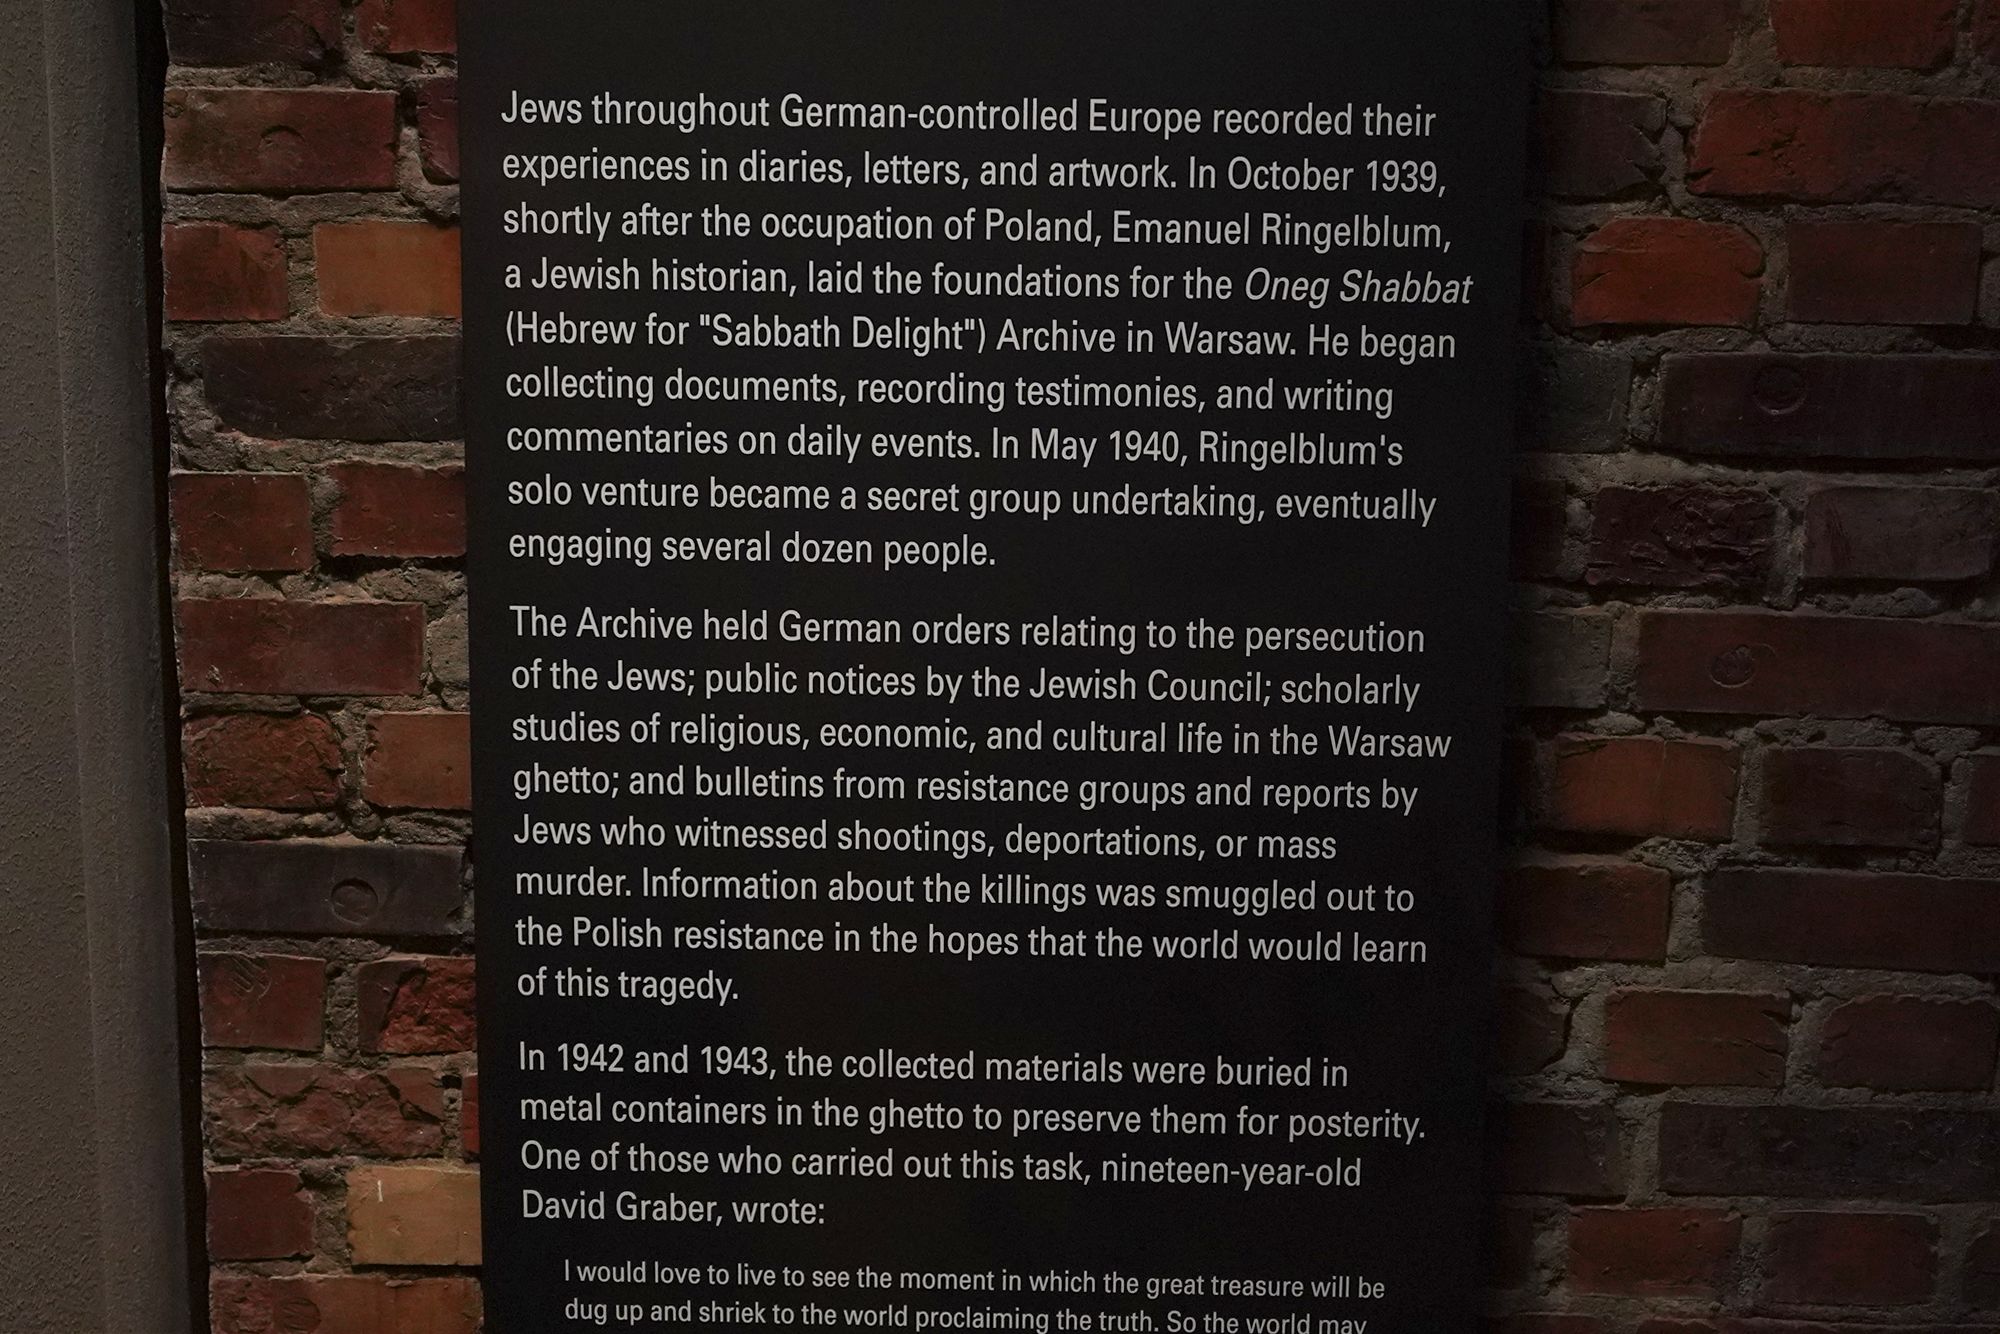 Jews throughout German-controlled Europe recorded their
experiences in diaries, letters, and artwork. In October 1939,
shortly after the occupation of Poland, Emanuel Ringelblum,
a Jewish historian, laid the foundations for the Oneg Shabbat
(Hebrew for "Sabbath Delight") Archive in Warsaw. He began
collecting documents, recording testimonies, and writing
commentaries on daily events. In May 1940, Ringelblum's
solo venture became a secret group undertaking, eventually
engaging several dozen people.
The Archive held German orders relating to the persecution
of the Jews; public notices by the Jewish Council; scholarly
studies of religious, economic, and cultural life in the Warsaw
ghetto; and bulletins from resistance groups and reports by
Jews who witnessed shootings, deportations, or mass
murder. Information about the killings was smuggled out to
the Polish resistance in the hopes that the world would learn
of this tragedy.
In 1942 and 1943, the collected materials were buried in
metal containers in the ghetto to preserve them for posterity.
One of those who carried out this task, nineteen-year-old
David Graber, wrote:
I would love to live to see the moment in which the great treasure will be
dug up and shriek to the world proclaiming the truth. So the world may